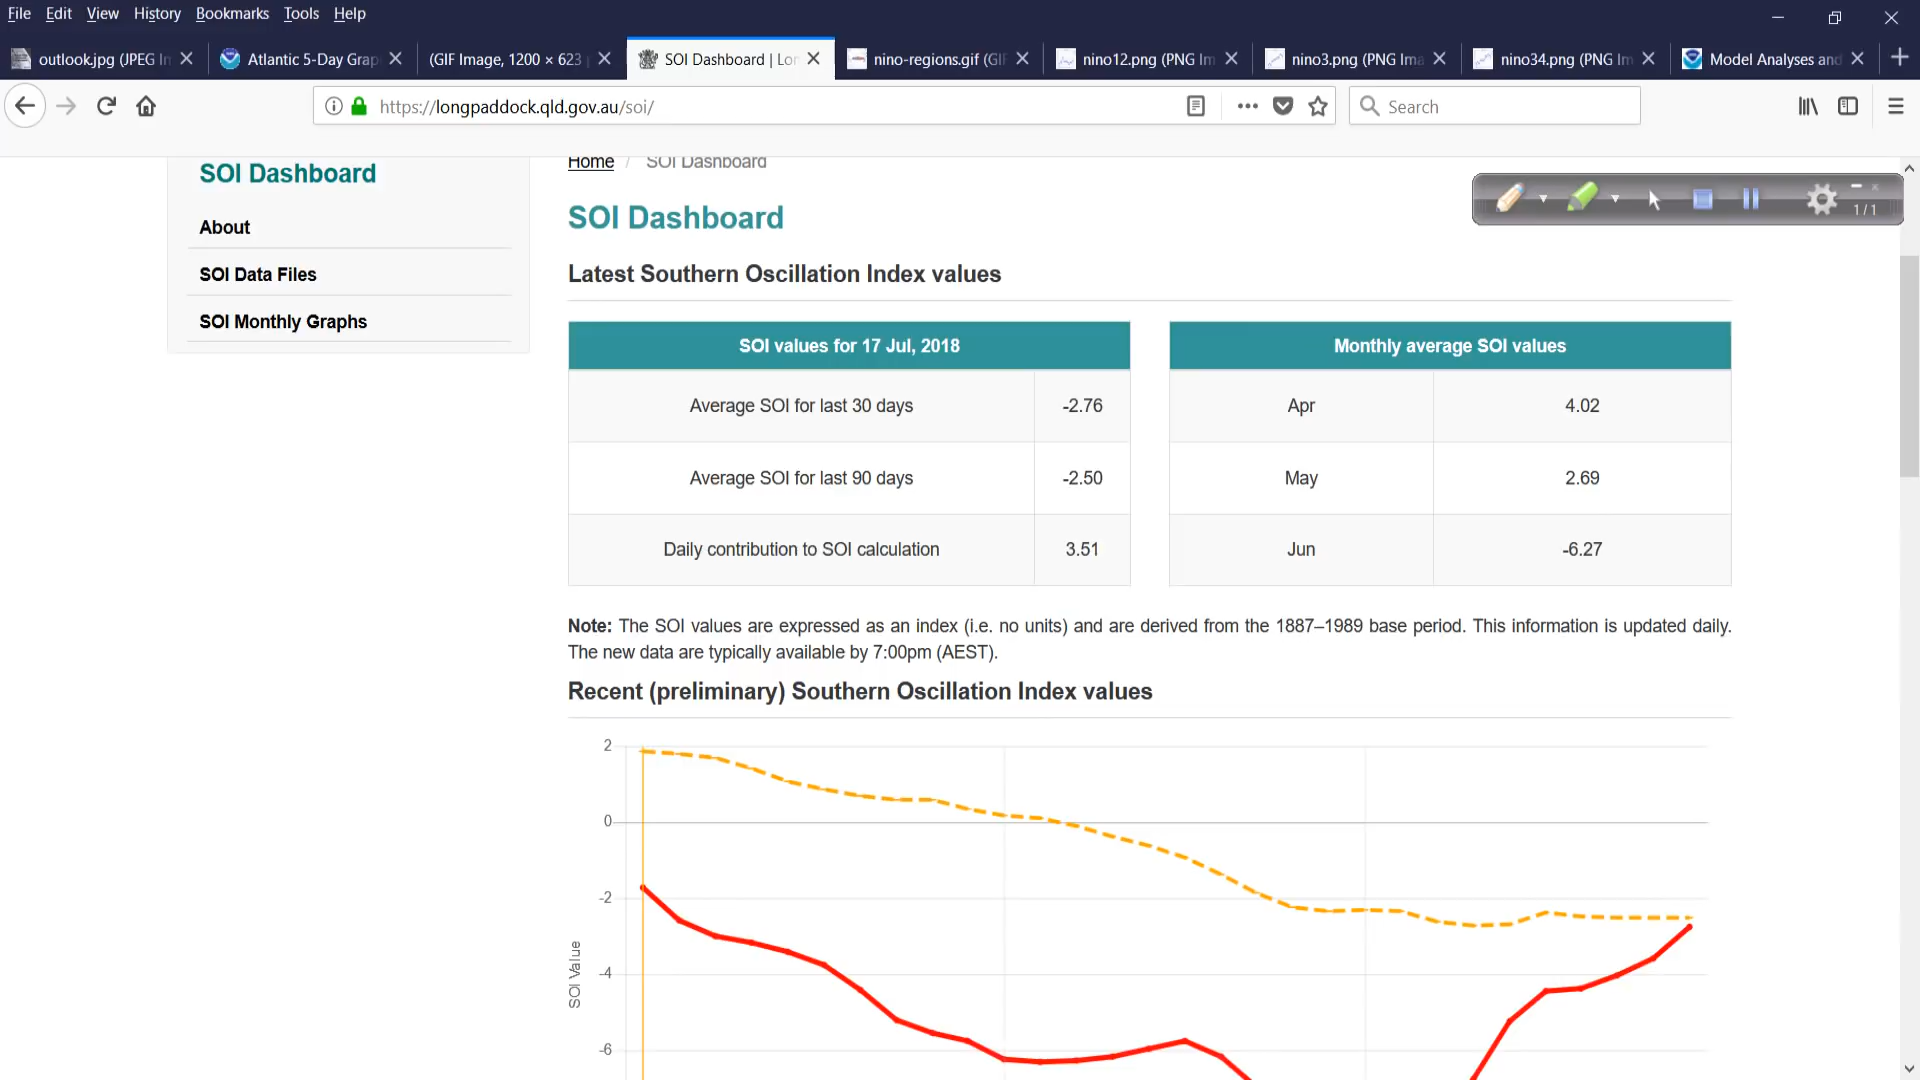 File Edit View History Bookmarks Tools Help
outlook.jpg (JPEG Im
Atlantic 5-Day Grap
(GIF Image, 1200 × 623
SOI Dashboard | Lon
nino-regions.gif (GIF
nino12.png (PNG Im
nino3.png (PNG Ima
nino34.png (PNG Im
Model Analyses and
https://longpaddock.qld.gov.au/soi/
Search
SOI Dashboard
About
SOI Data Files
SOI Monthly Graphs
Home / SOI Dashboard
1/1
SOI Dashboard
Latest Southern Oscillation Index values
SOI values for 17 Jul, 2018
Average SOI for last 30 days -2.76
Average SOI for last 90 days -2.50
Daily contribution to SOI calculation 3.51
Monthly average SOI values
Apr 4.02
May 2.69
Jun -6.27
Note: The SOI values are expressed as an index (i.e. no units) and are derived from the 1887–1989 base period. This information is updated daily.
The new data are typically available by 7:00pm (AEST).
Recent (preliminary) Southern Oscillation Index values
2
0
-2
-4
-6
SOI Value